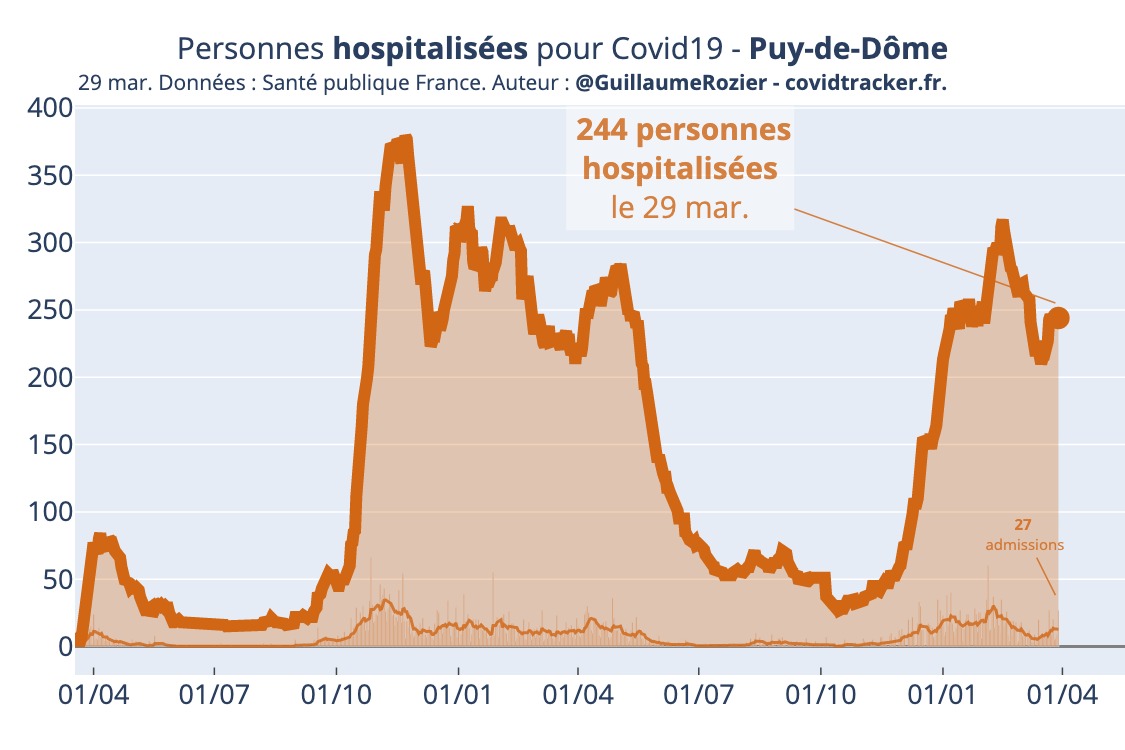 Personnes hospitalisées pour Covid19 - Puy-de-Dôme
29 mar. Données : Santé publique France. Auteur : @GuillaumeRozier - covidtracker.fr.
400
350
300
250
200
150
100
50
0
244 personnes
hospitalisées
le 29 mar.
27
admissions
01/04 01/07 01/10 01/01 01/04 01/07 01/10 01/01 01/04